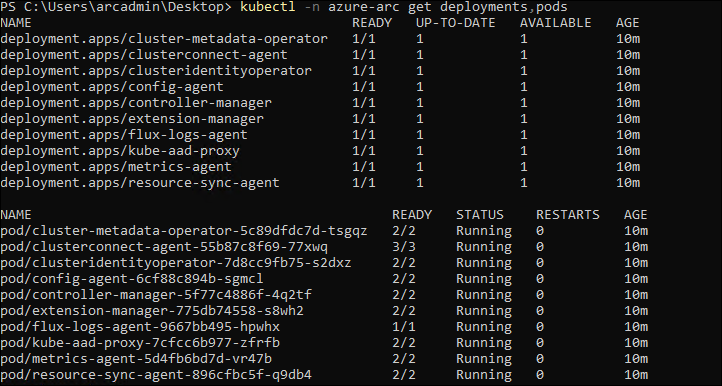 PS C:\Users\arcadmin\Desktop> kubectl -n azure-arc get deployments,pods
NAME READY UP-TO-DATE AVAILABLE AGE
deployment.apps/cluster-metadata-operator 1/1 1 1 10m
deployment.apps/clusterconnect-agent 1/1 1 1 10m
deployment.apps/clusteridentityoperator 1/1 1 1 10m
deployment.apps/config-agent 1/1 1 1 10m
deployment.apps/controller-manager 1/1 1 1 10m
deployment.apps/extension-manager 1/1 1 1 10m
deployment.apps/flux-logs-agent 1/1 1 1 10m
deployment.apps/kube-aad-proxy 1/1 1 1 10m
deployment.apps/metrics-agent 1/1 1 1 10m
deployment.apps/resource-sync-agent 1/1 1 1 10m
NAME READY STATUS RESTARTS AGE
pod/cluster-metadata-operator-5c89dfdc7d-tsgqz 2/2 Running 0 10m
pod/clusterconnect-agent-55b87c8f69-77xwq 3/3 Running 0 10m
pod/clusteridentityoperator-7d8cc9fb75-s2dxz 2/2 Running 0 10m
pod/config-agent-6cf88c894b-sgmcl 2/2 Running 0 10m
pod/controller-manager-5f77c4886f-4q2tf 2/2 Running 0 10m
pod/extension-manager-775db74558-s8wh2 2/2 Running 0 10m
pod/flux-logs-agent-9667bb495-hpwhx 1/1 Running 0 10m
pod/kube-aad-proxy-7cfcc6b977-zfrfb 2/2 Running 0 10m
pod/metrics-agent-5d4fb6bd7d-vr47b 2/2 Running 0 10m
pod/resource-sync-agent-896cfbc5f-q9db4 2/2 Running 0 10m